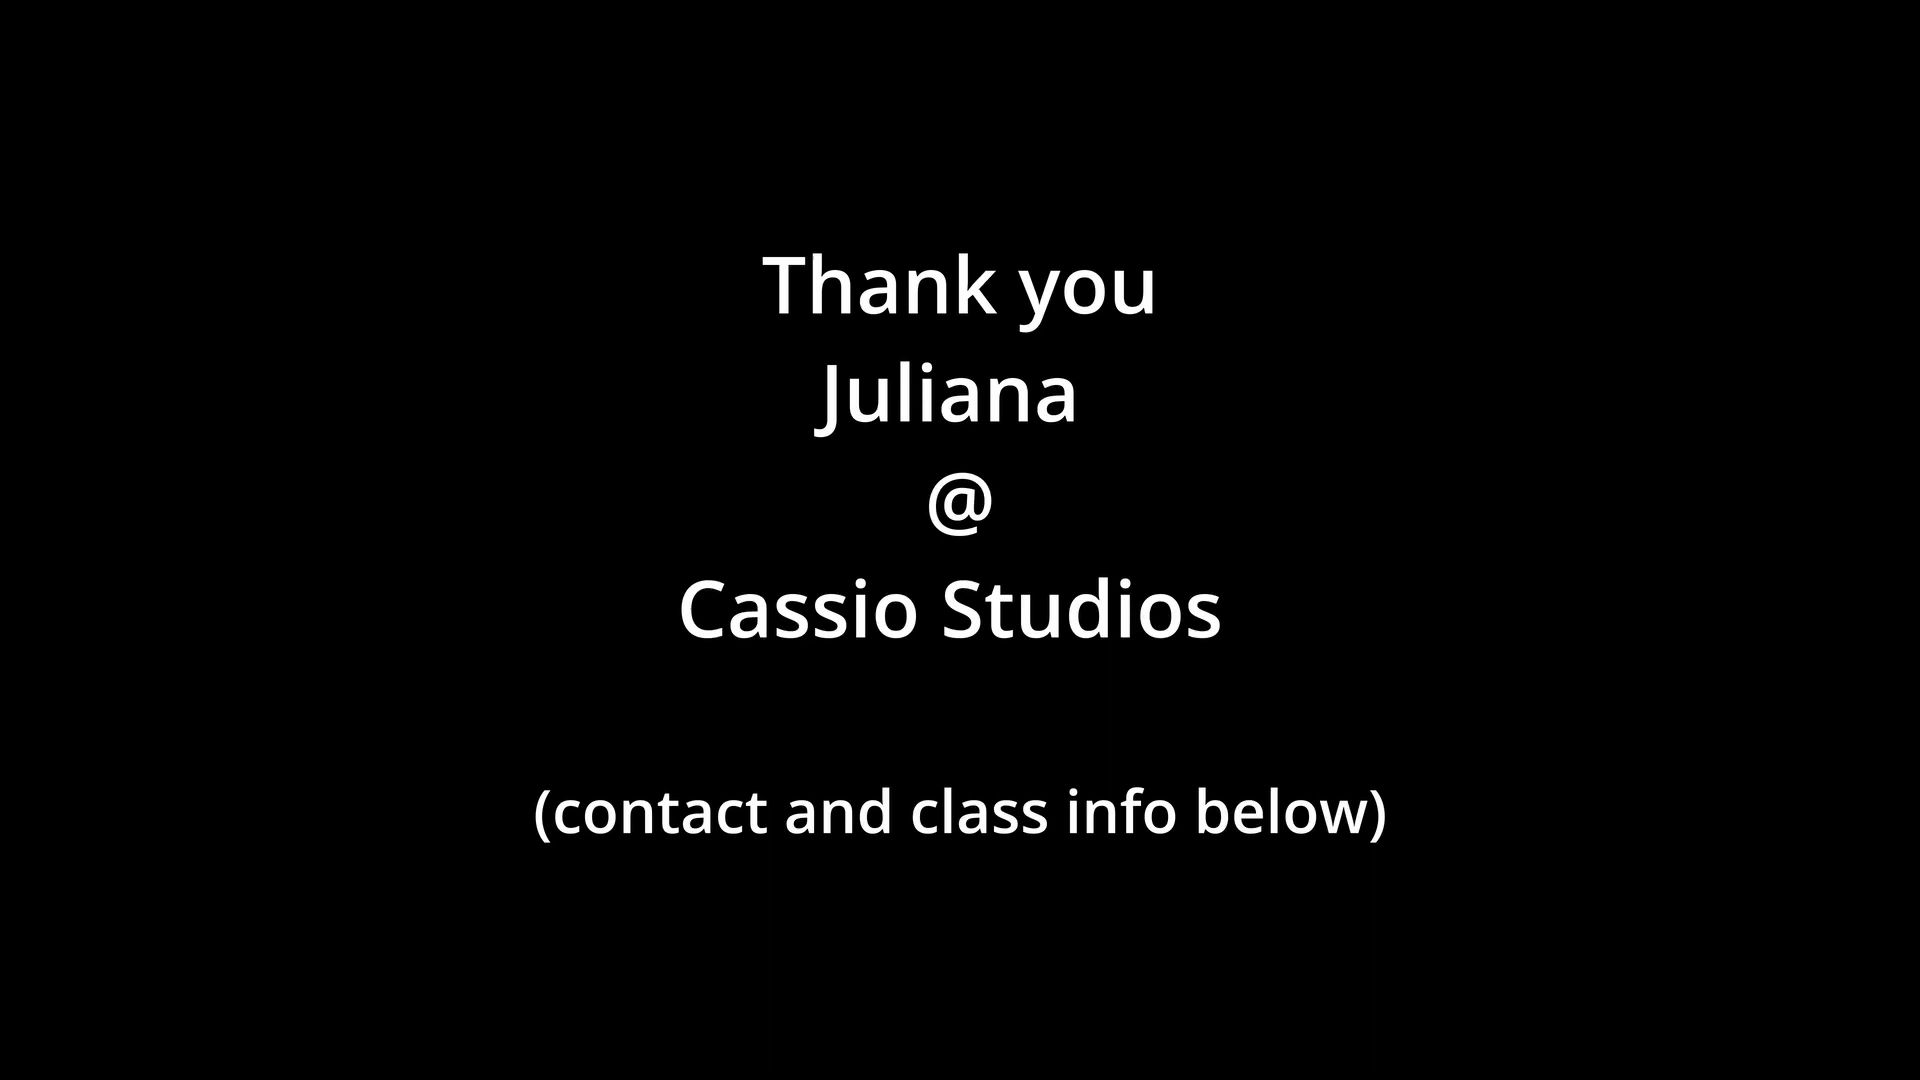 Thank you
Juliana
@
Cassio Studios
(contact and class info below)